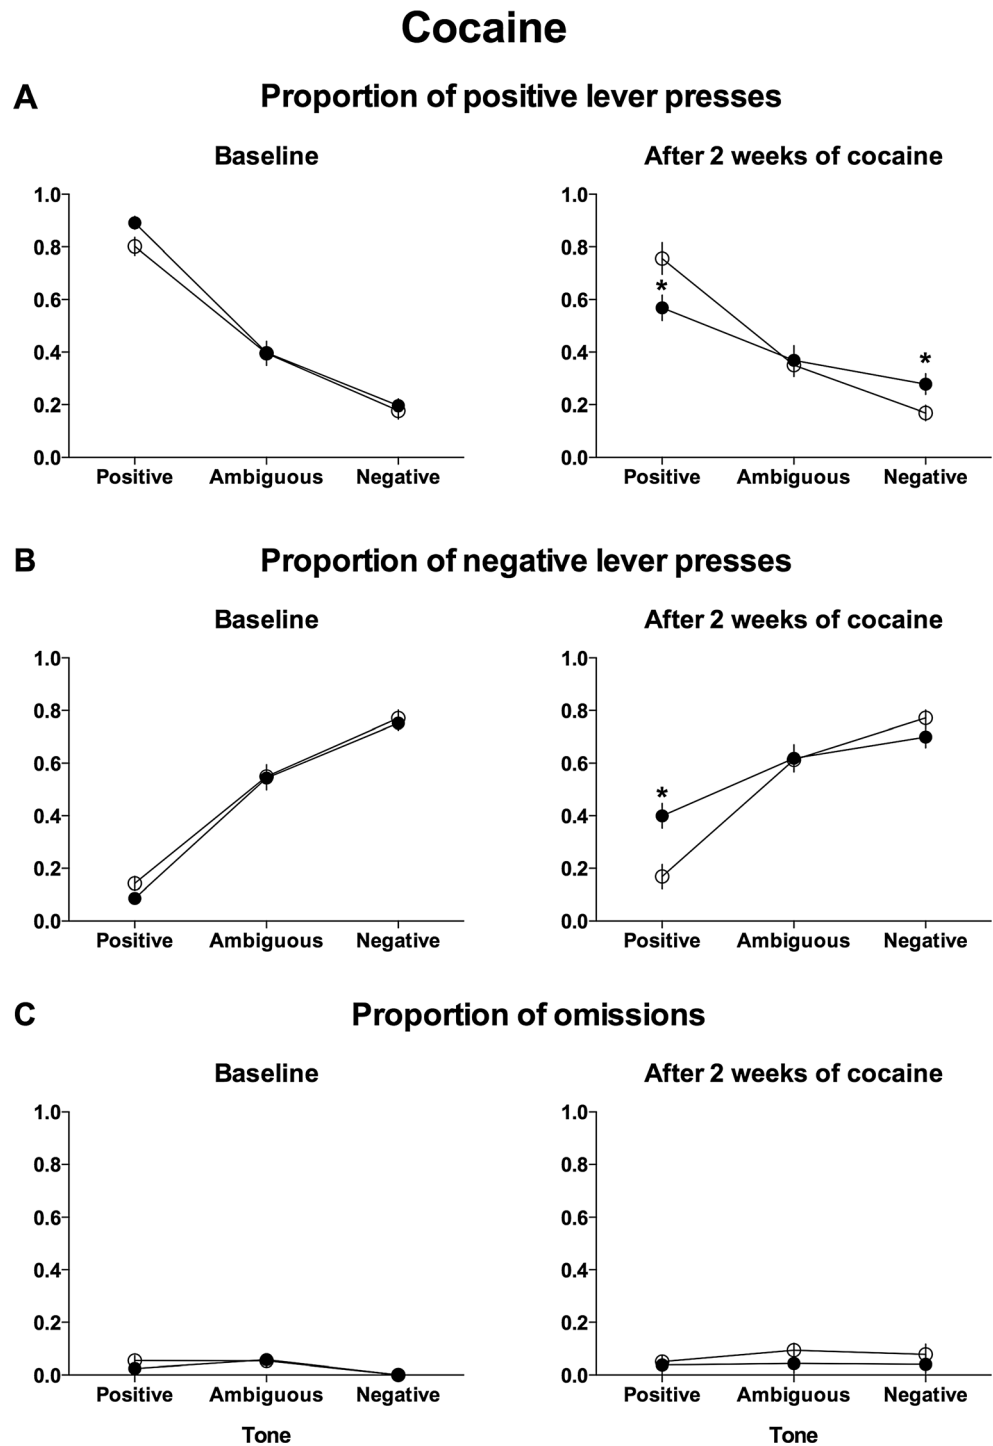 Cocaine
A Proportion of positive lever presses
Baseline
After 2 weeks of cocaine
1.0
0.8
0.6
0.4
0.2
0.0
Positive Ambiguous Negative
1.0
0.8
0.6
0.4
0.2
0.0
*
*
Positive Ambiguous Negative
B Proportion of negative lever presses
Baseline
After 2 weeks of cocaine
1.0
0.8
0.6
0.4
0.2
0.0
Positive Ambiguous Negative
1.0
0.8
0.6
0.4
0.2
0.0
*
Positive Ambiguous Negative
C Proportion of omissions
Baseline
After 2 weeks of cocaine
1.0
0.8
0.6
0.4
0.2
0.0
Positive Ambiguous Negative
Tone
1.0
0.8
0.6
0.4
0.2
0.0
Positive Ambiguous Negative
Tone